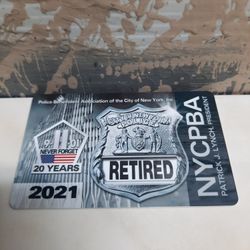 Police Benevolent Association of the City of New York, Inc.
NEVER FORGET
20 YEARS
2021
RETIRED
NYCPBA
PATRICK J. LYNCH, PRESIDENT